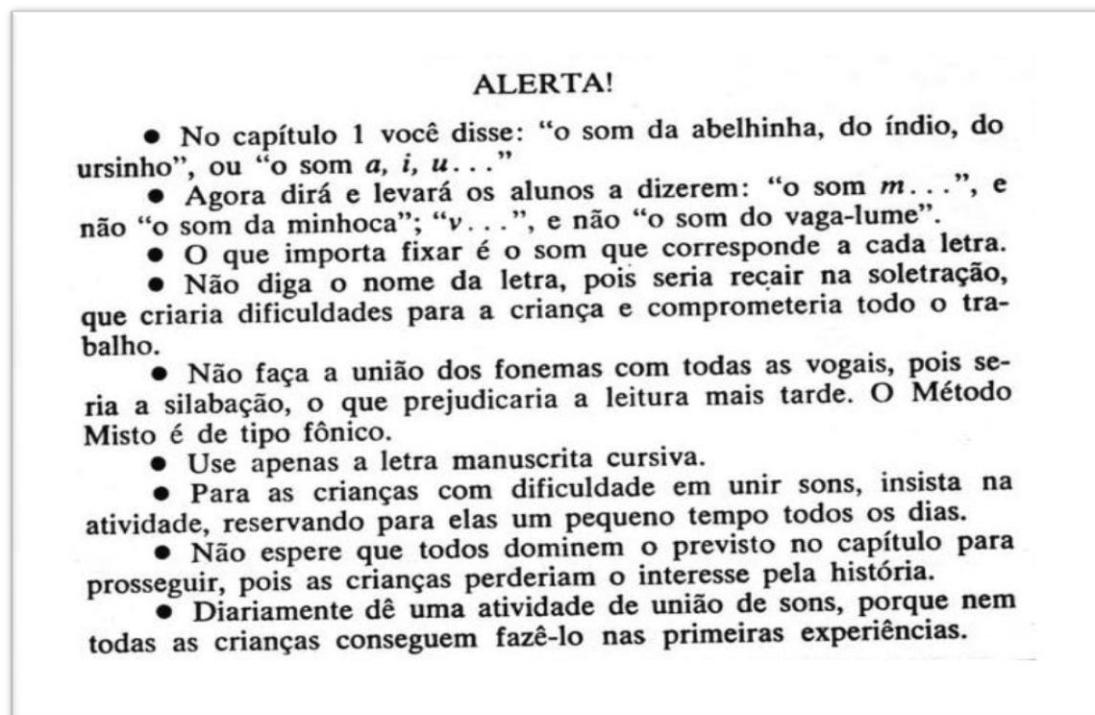 ALERTA!
● No capítulo 1 você disse: “o som da abelhinha, do índio, do
ursinho”, ou “o som a, i, u...”
● Agora dirá e levará os alunos a dizerem: “o som m...”, e
não “o som da minhoca”; “v...”, e não “o som do vaga-lume”.
● O que importa fixar é o som que corresponde a cada letra.
● Não diga o nome da letra, pois seria recair na soletração,
que criaria dificuldades para a criança e comprometeria todo o tra-
balho.
● Não faça a união dos fonemas com todas as vogais, pois se-
ria a silabação, o que prejudicaria a leitura mais tarde. O Método
Misto é de tipo fônico.
● Use apenas a letra manuscrita cursiva.
● Para as crianças com dificuldade em unir sons, insista na
atividade, reservando para elas um pequeno tempo todos os dias.
● Não espere que todos dominem o previsto no capítulo para
prosseguir, pois as crianças perderiam o interesse pela história.
● Diariamente dê uma atividade de união de sons, porque nem
todas as crianças conseguem fazê-lo nas primeiras experiências.